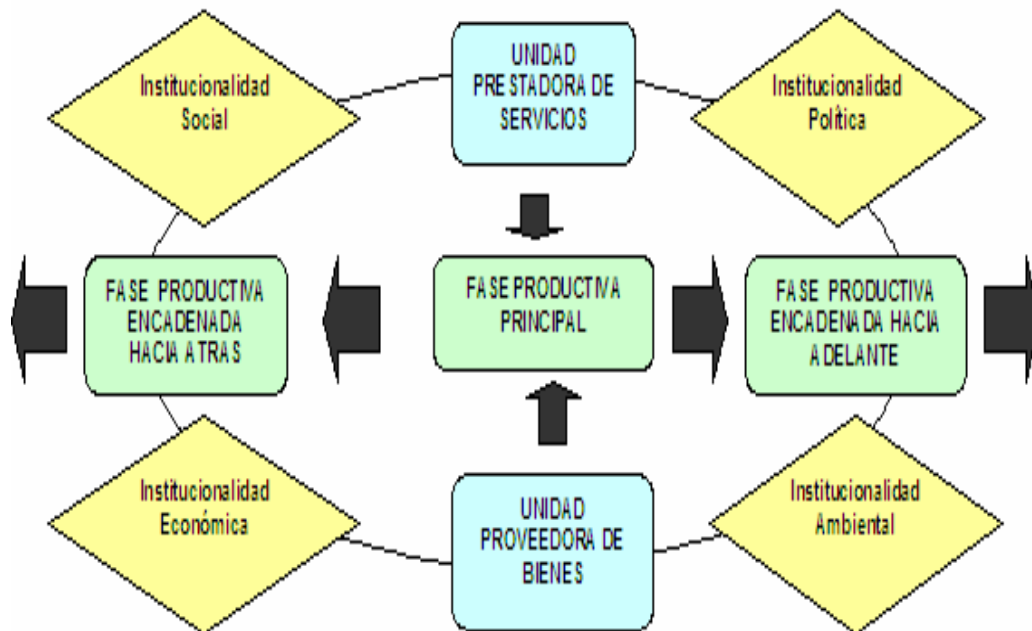 Institucionalidad
Social
UNIDAD
PRESTADORA DE
SERVICIOS
Institucionalidad
Política
FASE PRODUCTIVA
ENCADENADA
HACIA ATRAS
FASE PRODUCTIVA
PRINCIPAL
FASE PRODUCTIVA
ENCADENADA HACIA
ADELANTE
Institucionalidad
Económica
UNIDAD
PROVEEDORA DE
BIENES
Institucionalidad
Ambiental